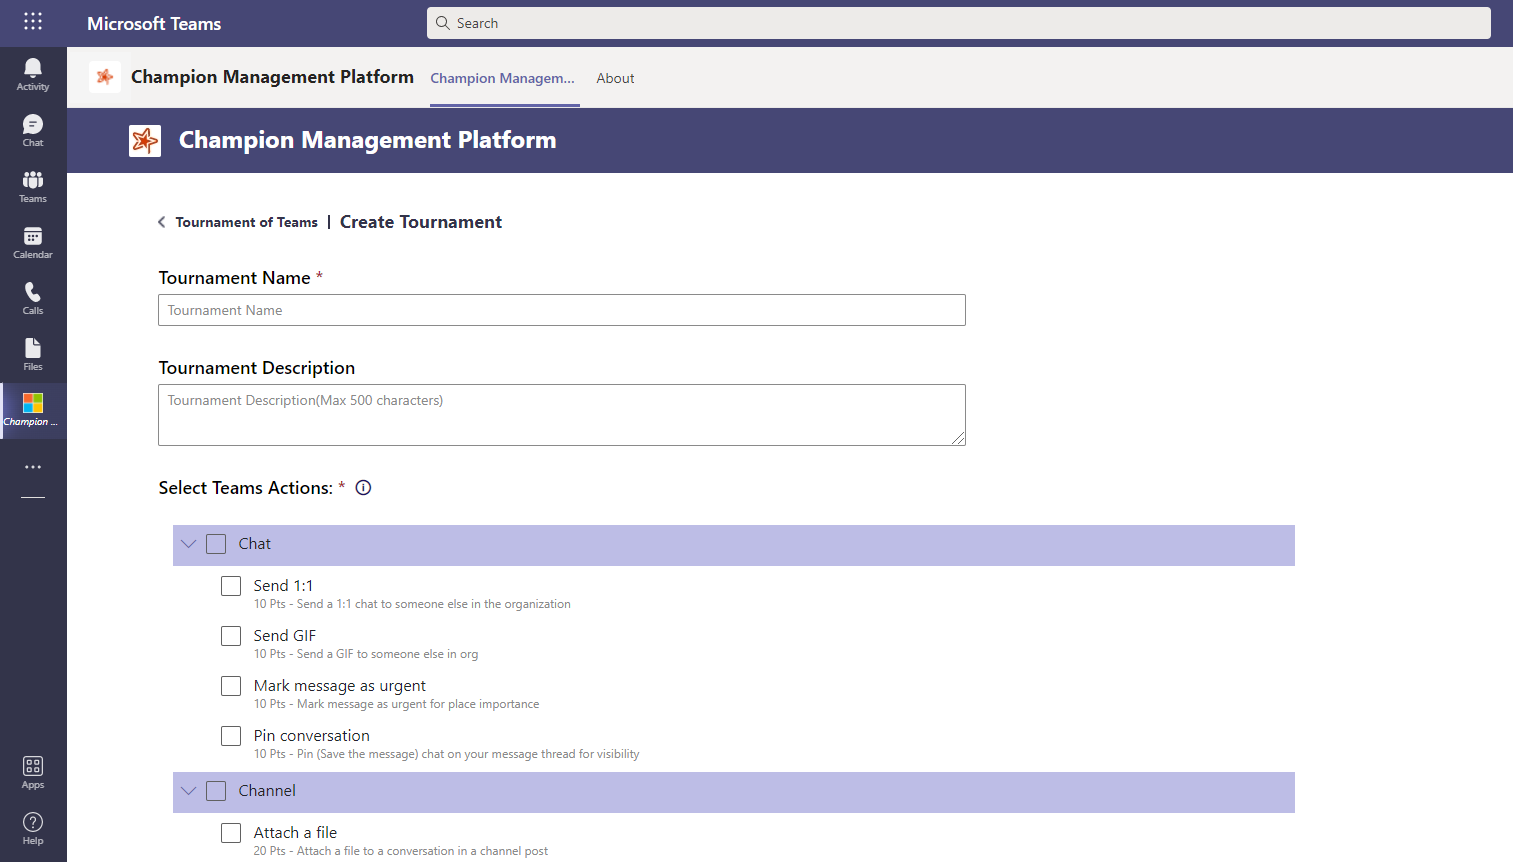 Microsoft Teams
Search
Activity
Chat
Teams
Calendar
Calls
Files
Champion ...
Apps
Help
Champion Management Platform
Champion Managem...
About
Champion Management Platform
Tournament of Teams | Create Tournament
Tournament Name *
Tournament Name
Tournament Description
Tournament Description(Max 500 characters)
Select Teams Actions: *
Chat
Send 1:1
10 Pts - Send a 1:1 chat to someone else in the organization
Send GIF
10 Pts - Send a GIF to someone else in org
Mark message as urgent
10 Pts - Mark message as urgent for place importance
Pin conversation
10 Pts - Pin (Save the message) chat on your message thread for visibility
Channel
Attach a file
20 Pts - Attach a file to a conversation in a channel post